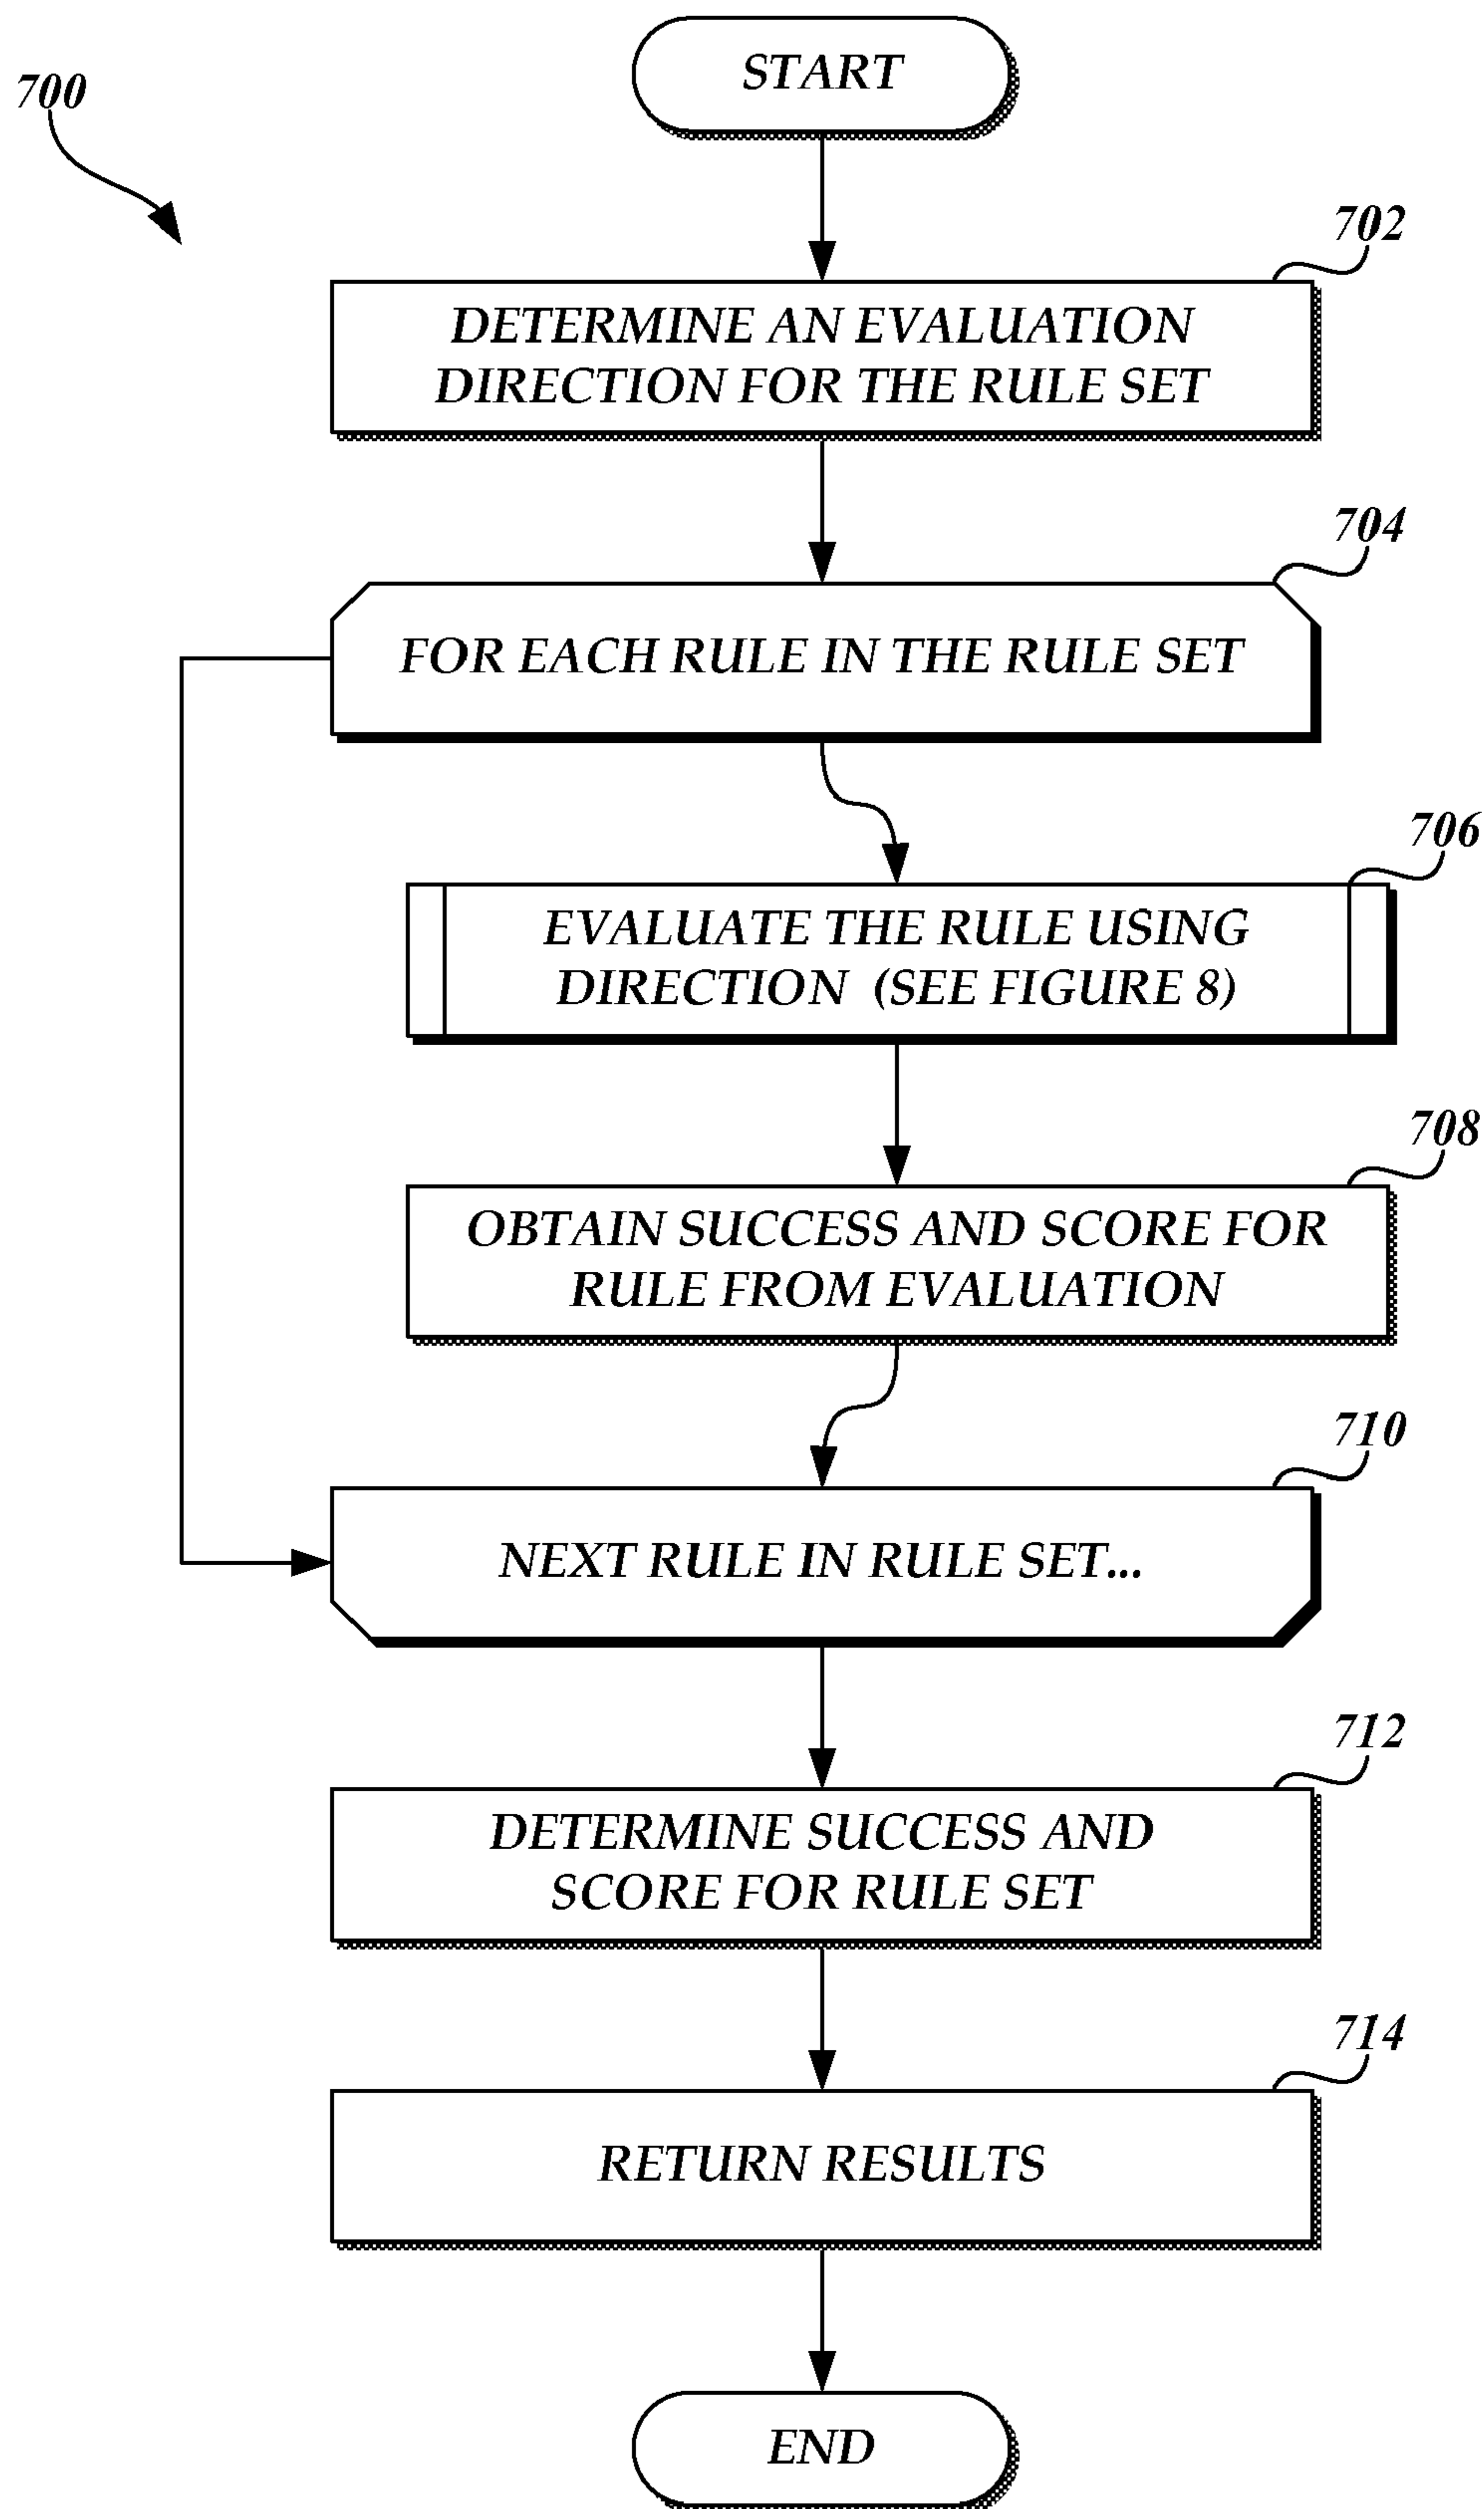 START
700
702
DETERMINE AN EVALUATION
DIRECTION FOR THE RULE SET
704
FOR EACH RULE IN THE RULE SET
706
EVALUATE THE RULE USING
DIRECTION (SEE FIGURE 8)
708
OBTAIN SUCCESS AND SCORE FOR
RULE FROM EVALUATION
710
NEXT RULE IN RULE SET...
712
DETERMINE SUCCESS AND
SCORE FOR RULE SET
714
RETURN RESULTS
END